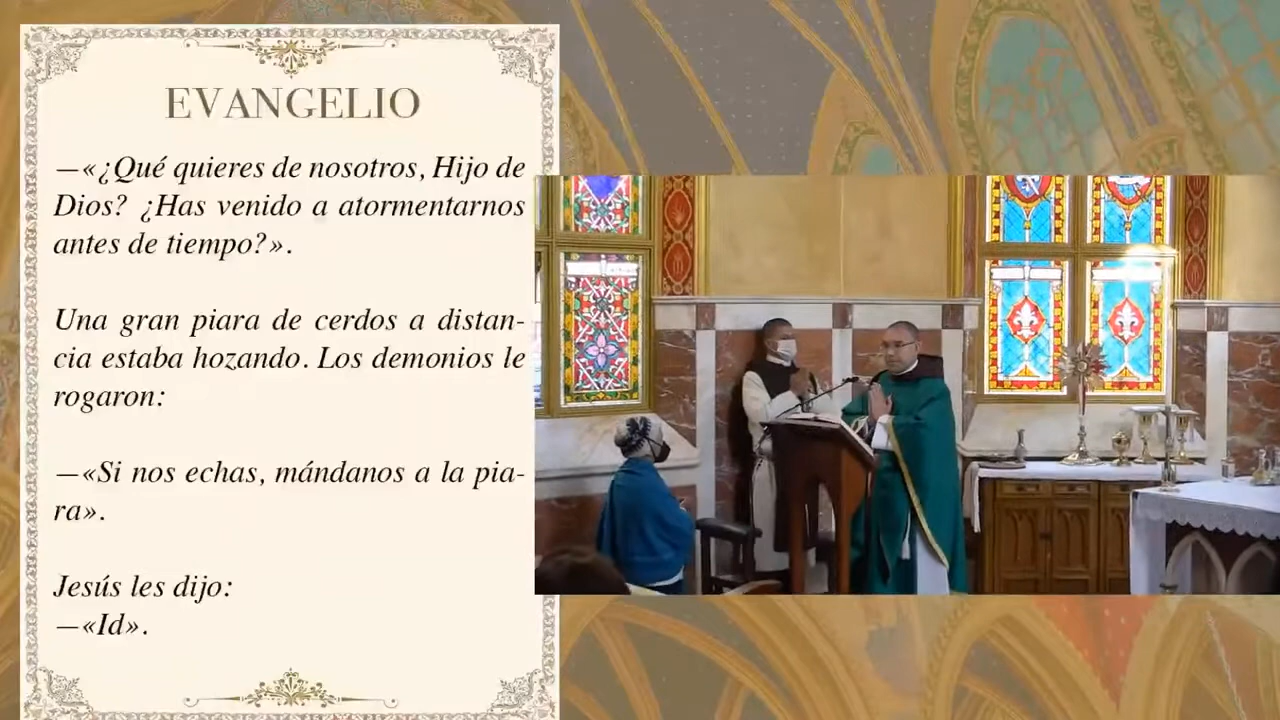 EVANGELIO
—«¿Qué quieres de nosotros, Hijo de
Dios? ¿Has venido a atormentarnos
antes de tiempo?».
Una gran piara de cerdos a distan-
cia estaba hozando. Los demonios le
rogaron:
—«Si nos echas, mándanos a la pia-
ra».
Jesús les dijo:
—«Id».